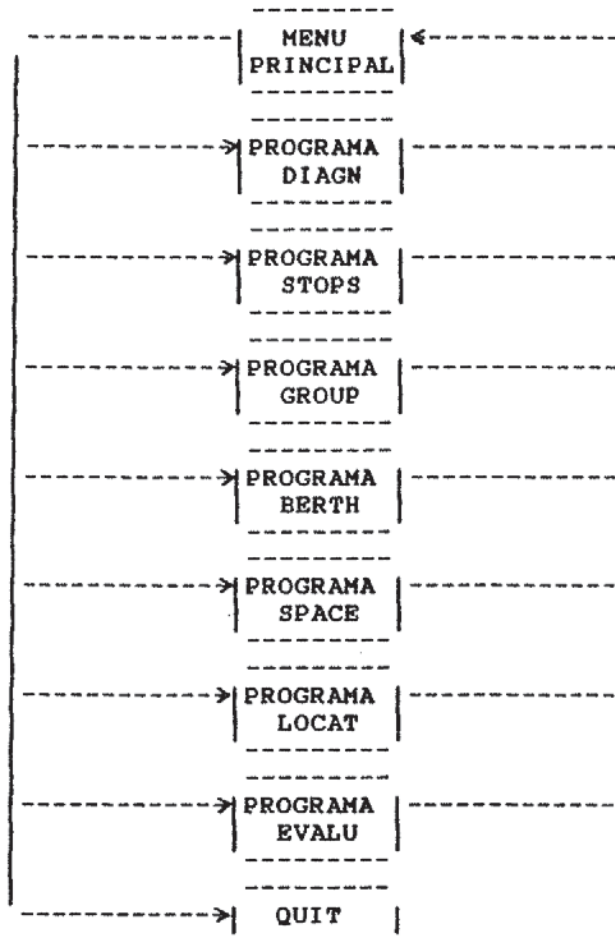 MENU
PRINCIPAL
PROGRAMA
DIAGN
PROGRAMA
STOPS
PROGRAMA
GROUP
PROGRAMA
BERTH
PROGRAMA
SPACE
PROGRAMA
LOCAT
PROGRAMA
EVALU
QUIT